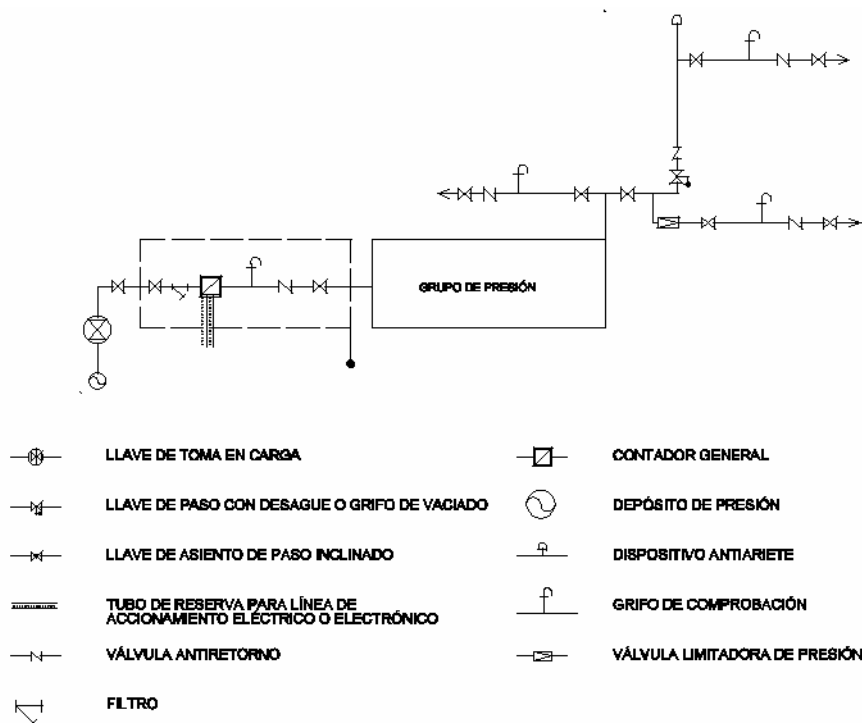 GRUPO DE PRESIÓN
LLAVE DE TOMA EN CARGA
LLAVE DE PASO CON DESAGUE O GRIFO DE VACIADO
LLAVE DE ASIENTO DE PASO INCLINADO
TUBO DE RESERVA PARA LÍNEA DE
ACCIONAMIENTO ELÉCTRICO O ELECTRÓNICO
VÁLVULA ANTIRETORNO
FILTRO
CONTADOR GENERAL
DEPÓSITO DE PRESIÓN
DISPOSITIVO ANTIARIETE
GRIFO DE COMPROBACIÓN
VÁLVULA LIMITADORA DE PRESIÓN